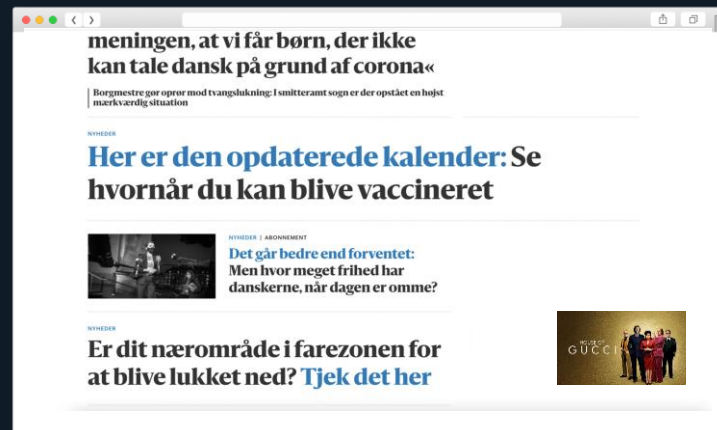 meningen, at vi får børn, der ikke
kan tale dansk på grund af corona«
Borgmestre gør oprør mod tvangslukning: I smitteramt sogn er der opstået en højst
mærkværdig situation
NYHEDER
Her er den opdaterede kalender: Se
hvornår du kan blive vaccineret
NYHEDER | ABONNEMENT
Det går bedre end forventet:
Men hvor meget frihed har
danskerne, når dagen er omme?
NYHEDER
Er dit nærområde i farezonen for
at blive lukket ned? Tjek det her
HOUSE OF
GUCCI